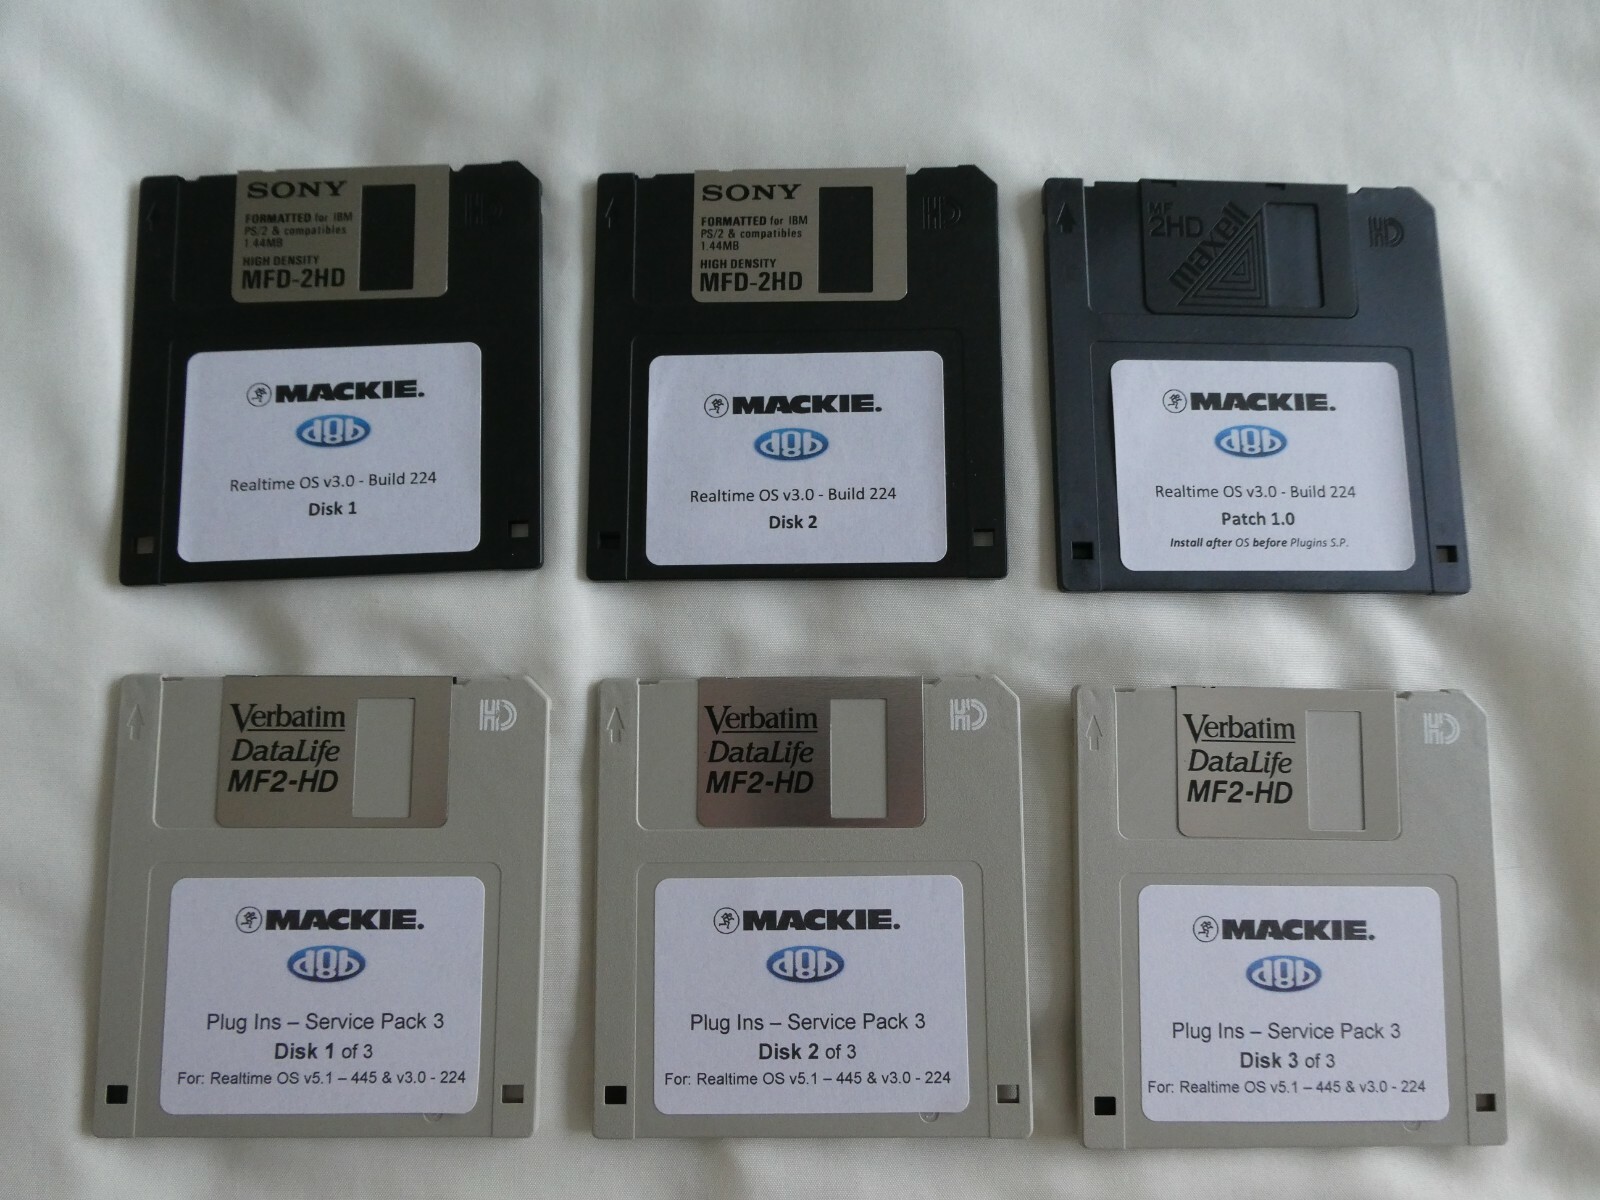 SONY
FORMATTED for IBM
PS/2 & compatibles
1.44MB
HIGH DENSITY
MFD-2HD
HD
MACKIE.
d8b
Realtime OS v3.0 - Build 224
Disk 1
SONY
FORMATTED for IBM
PS/2 & compatibles
1.44MB
HIGH DENSITY
MFD-2HD
HD
MACKIE.
d8b
Realtime OS v3.0 - Build 224
Disk 2
MF
2HD
maxell
HD
MACKIE.
d8b
Realtime OS v3.0 - Build 224
Patch 1.0
Install after OS before Plugins S.P.
Verbatim
DataLife
MF2-HD
HD
MACKIE.
d8b
Plug Ins – Service Pack 3
Disk 1 of 3
For: Realtime OS v5.1 – 445 & v3.0 - 224
Verbatim
DataLife
MF2-HD
HD
MACKIE.
d8b
Plug Ins – Service Pack 3
Disk 2 of 3
For: Realtime OS v5.1 – 445 & v3.0 - 224
Verbatim
DataLife
MF2-HD
HD
MACKIE.
d8b
Plug Ins – Service Pack 3
Disk 3 of 3
For: Realtime OS v5.1 – 445 & v3.0 - 224